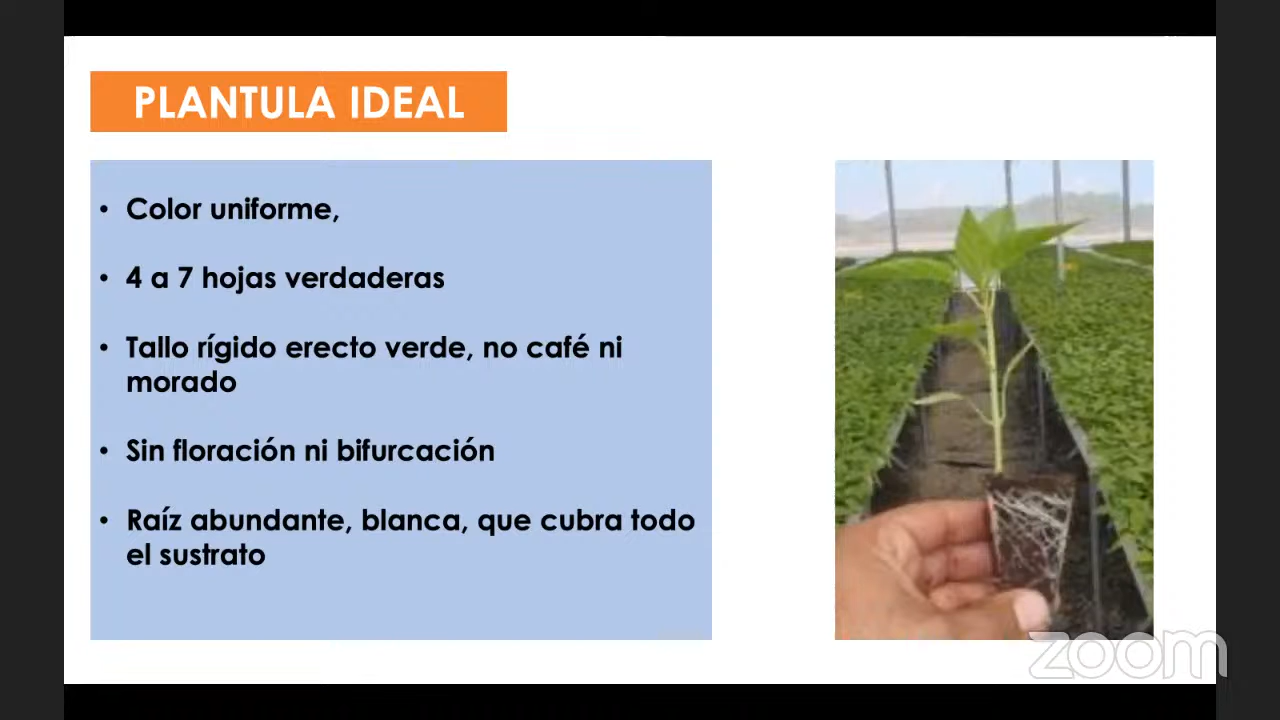 PLANTULA IDEAL
• Color uniforme,
• 4 a 7 hojas verdaderas
• Tallo rígido erecto verde, no café ni
morado
• Sin floración ni bifurcación
• Raíz abundante, blanca, que cubra todo
el sustrato
zoom